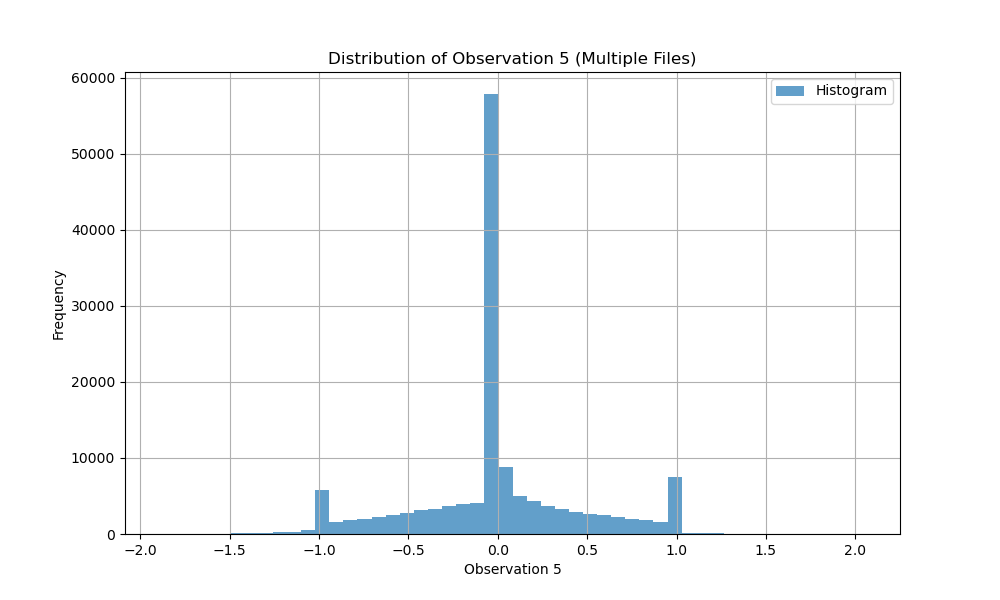 Distribution of Observation 5 (Multiple Files)
Histogram
60000
50000
40000
30000
20000
10000
0
Frequency
−2.0 −1.5 −1.0 −0.5 0.0 0.5 1.0 1.5 2.0
Observation 5